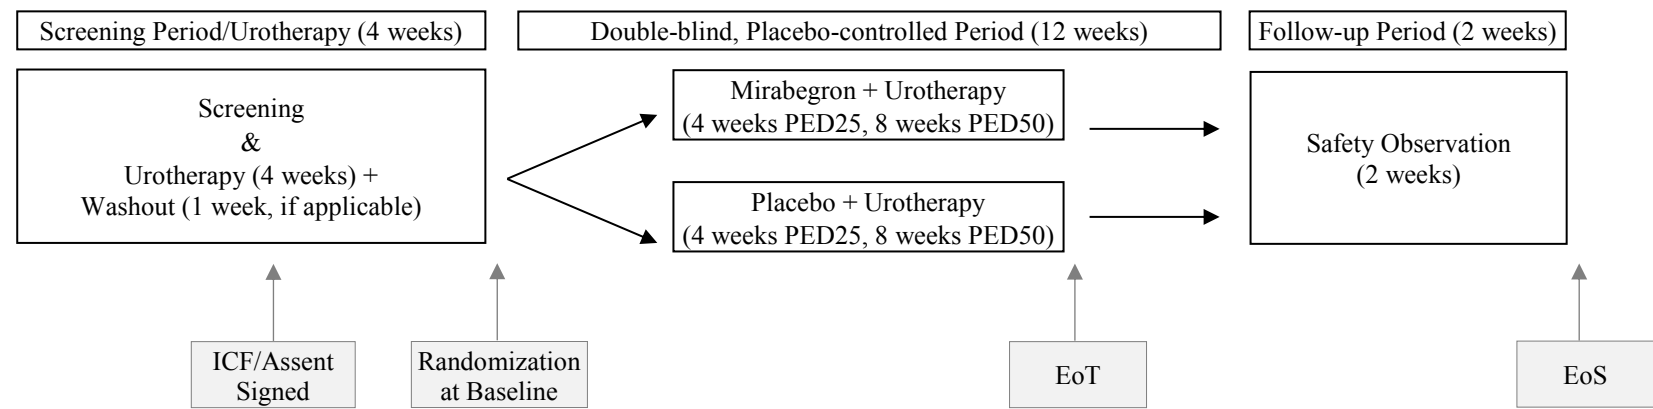 Screening Period/Urotherapy (4 weeks)
Double-blind, Placebo-controlled Period (12 weeks)
Follow-up Period (2 weeks)
Screening
&
Urotherapy (4 weeks) +
Washout (1 week, if applicable)
Mirabegron + Urotherapy
(4 weeks PED25, 8 weeks PED50)
Placebo + Urotherapy
(4 weeks PED25, 8 weeks PED50)
Safety Observation
(2 weeks)
ICF/Assent
Signed
Randomization
at Baseline
EoT
EoS